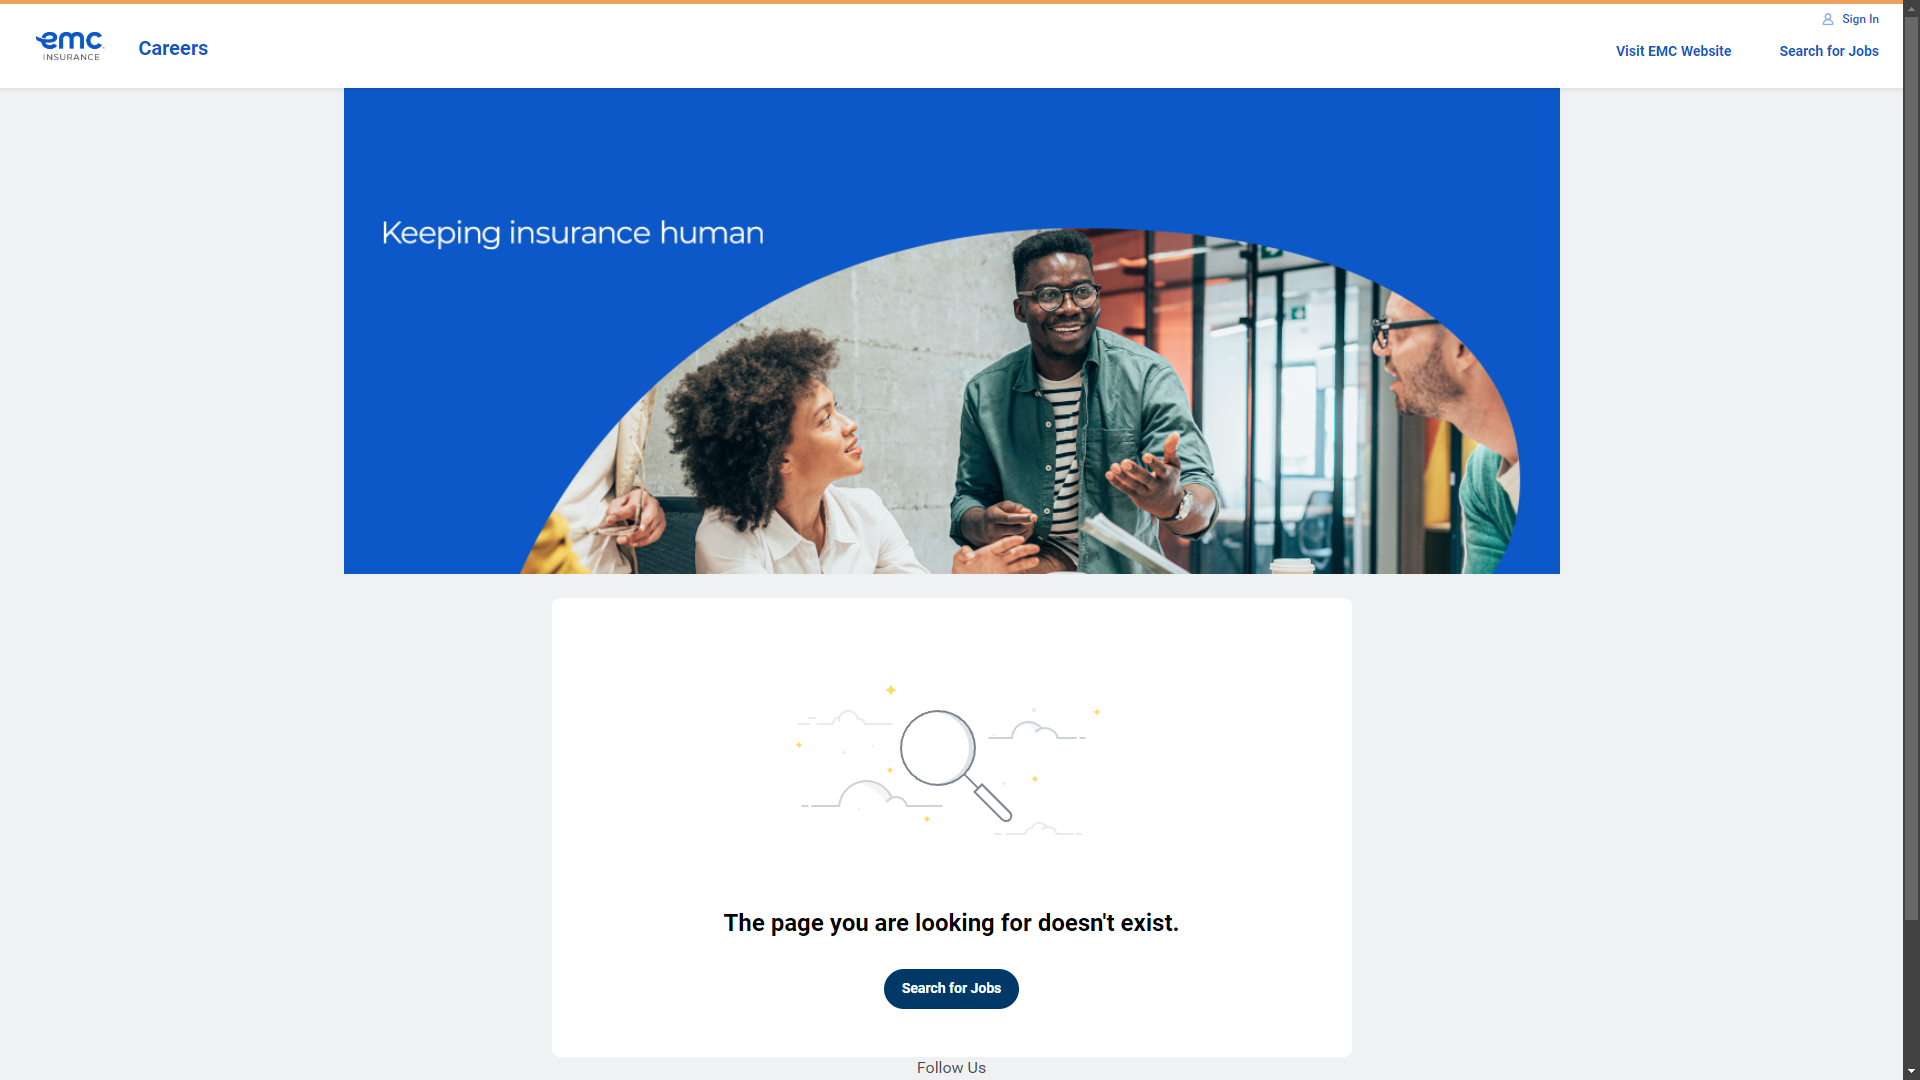 Sign In
emc
INSURANCE
Careers
Visit EMC Website
Search for Jobs
Keeping insurance human
The page you are looking for doesn't exist.
Search for Jobs
Follow Us